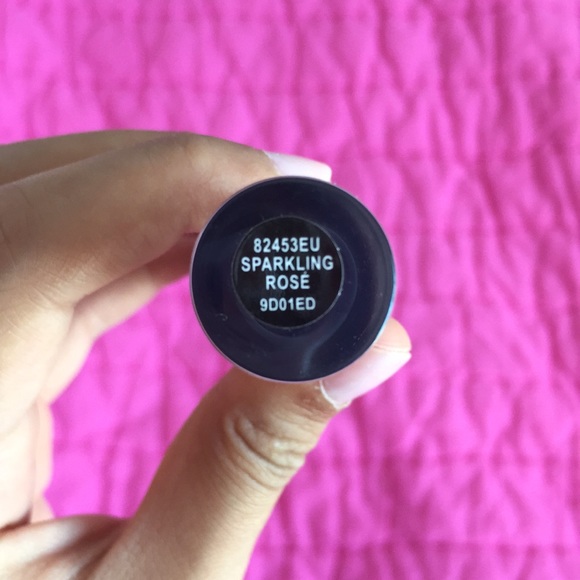 82453EU
SPARKLING
ROSÉ
9D01ED